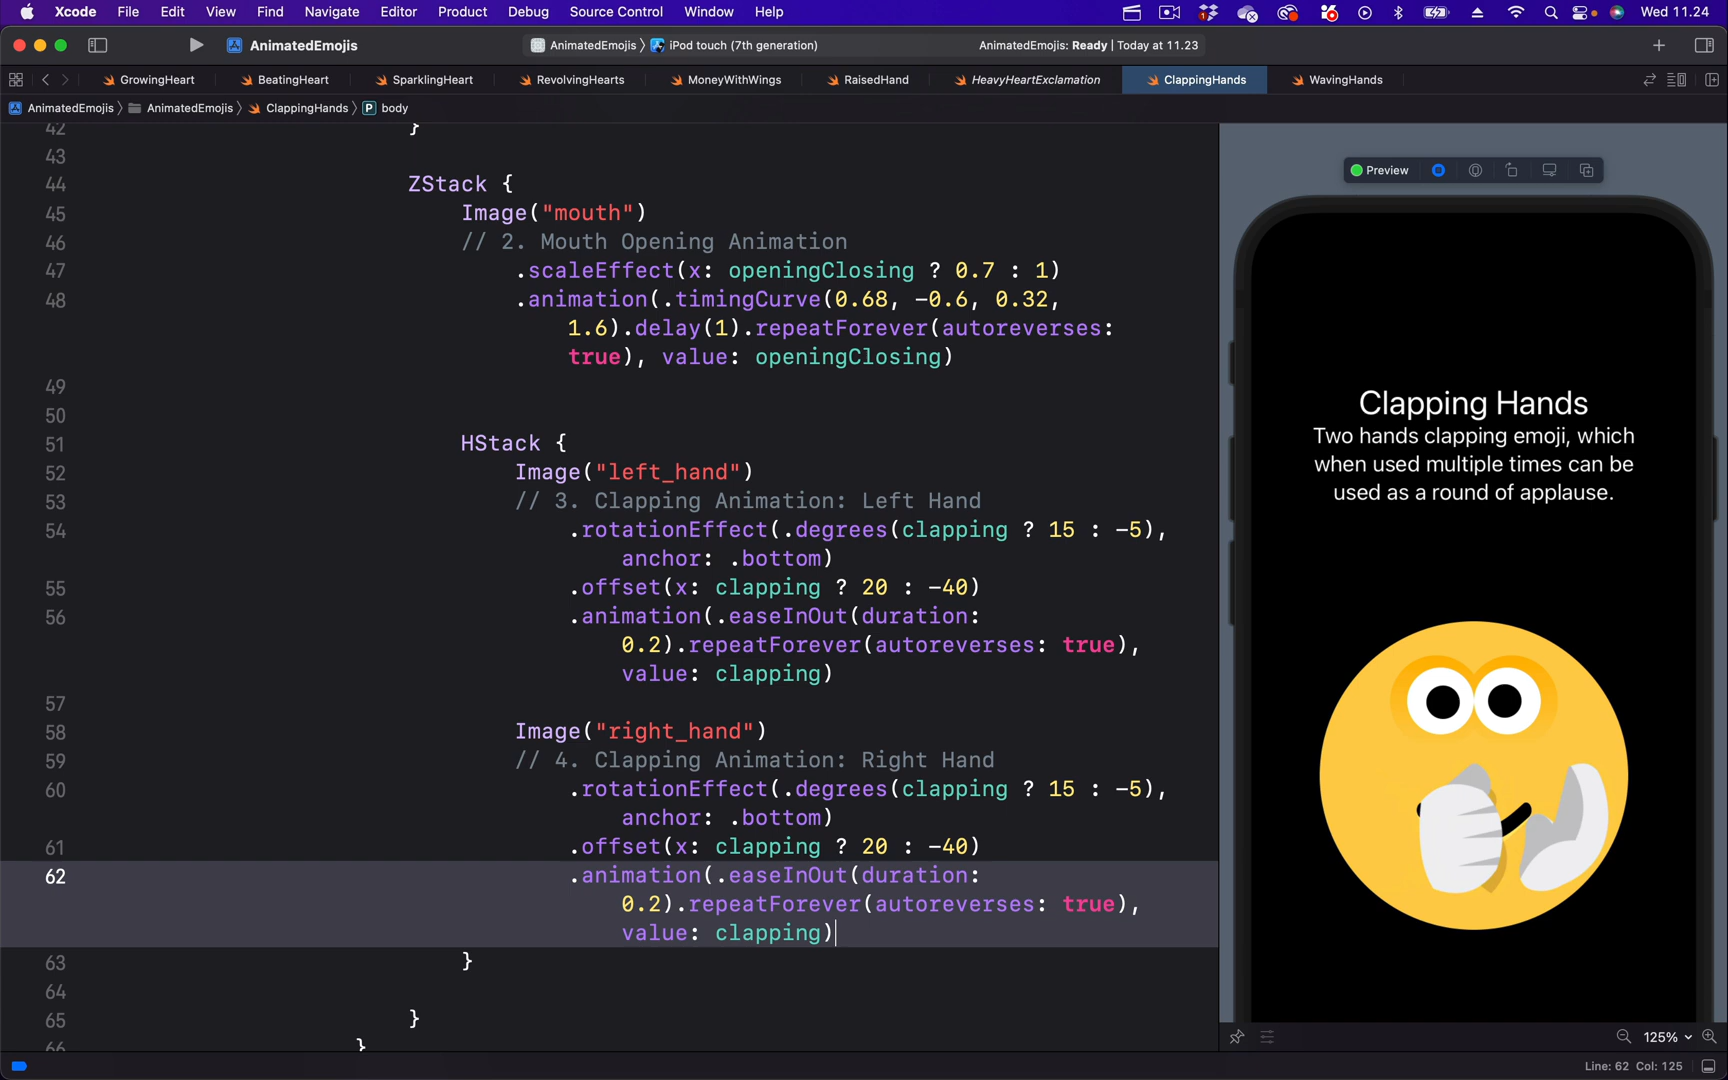 Xcode File Edit View Find Navigate Editor Product Debug Source Control Window Help Wed 11.24
AnimatedEmojis AnimatedEmojis iPod touch (7th generation) AnimatedEmojis: Ready | Today at 11.23
GrowingHeart BeatingHeart SparklingHeart RevolvingHearts MoneyWithWings RaisedHand HeavyHeartExclamation ClappingHands WavingHands
AnimatedEmojis AnimatedEmojis ClappingHands P body
42 }
43
44 ZStack {
45 Image("mouth")
46 // 2. Mouth Opening Animation
47 .scaleEffect(x: openingClosing ? 0.7 : 1)
48 .animation(.timingCurve(0.68, -0.6, 0.32,
1.6).delay(1).repeatForever(autoreverses:
true), value: openingClosing)
49
50
51 HStack {
52 Image("left_hand")
53 // 3. Clapping Animation: Left Hand
54 .rotationEffect(.degrees(clapping ? 15 : -5),
anchor: .bottom)
55 .offset(x: clapping ? 20 : -40)
56 .animation(.easeInOut(duration:
0.2).repeatForever(autoreverses: true),
value: clapping)
57
58 Image("right_hand")
59 // 4. Clapping Animation: Right Hand
60 .rotationEffect(.degrees(clapping ? 15 : -5),
anchor: .bottom)
61 .offset(x: clapping ? 20 : -40)
62 .animation(.easeInOut(duration:
0.2).repeatForever(autoreverses: true),
value: clapping)
63 }
64
65 }
66 }
Preview
Clapping Hands
Two hands clapping emoji, which
when used multiple times can be
used as a round of applause.
125%
Line: 62 Col: 125